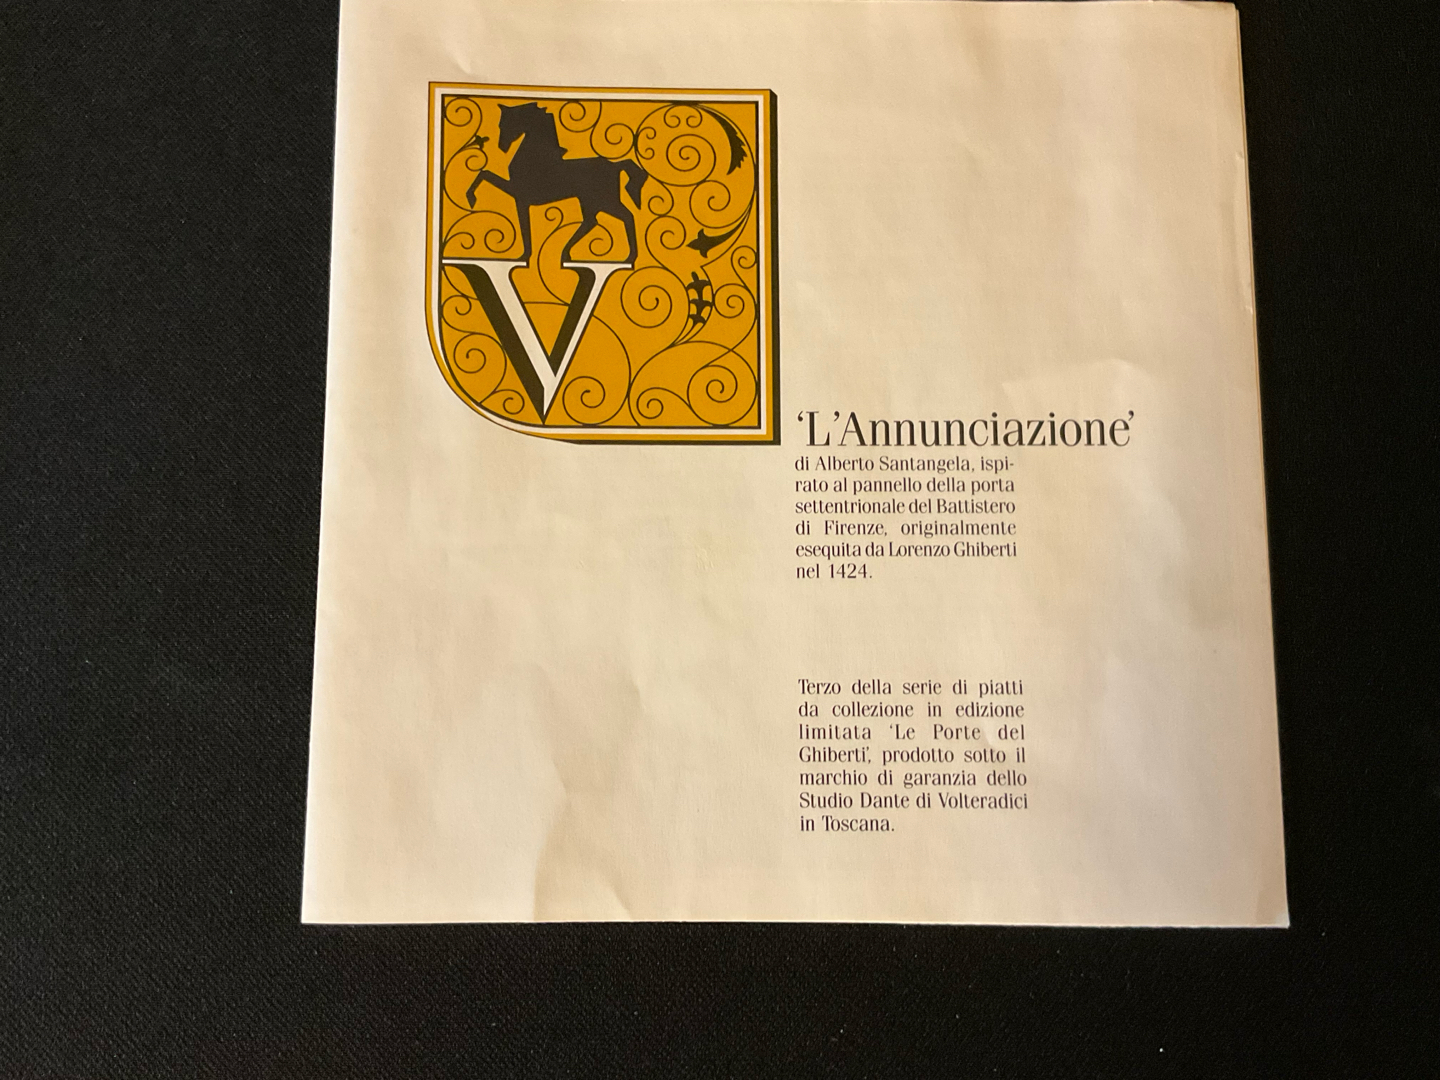 V
‘L’Annunciazione’
di Alberto Santangela, ispi-
rato al pannello della porta
settentrionale del Battistero
di Firenze, originalmente
esequita da Lorenzo Ghiberti
nel 1424.
Terzo della serie di piatti
da collezione in edizione
limitata ‘Le Porte del
Ghiberti’, prodotto sotto il
marchio di garanzia dello
Studio Dante di Volteradici
in Toscana.